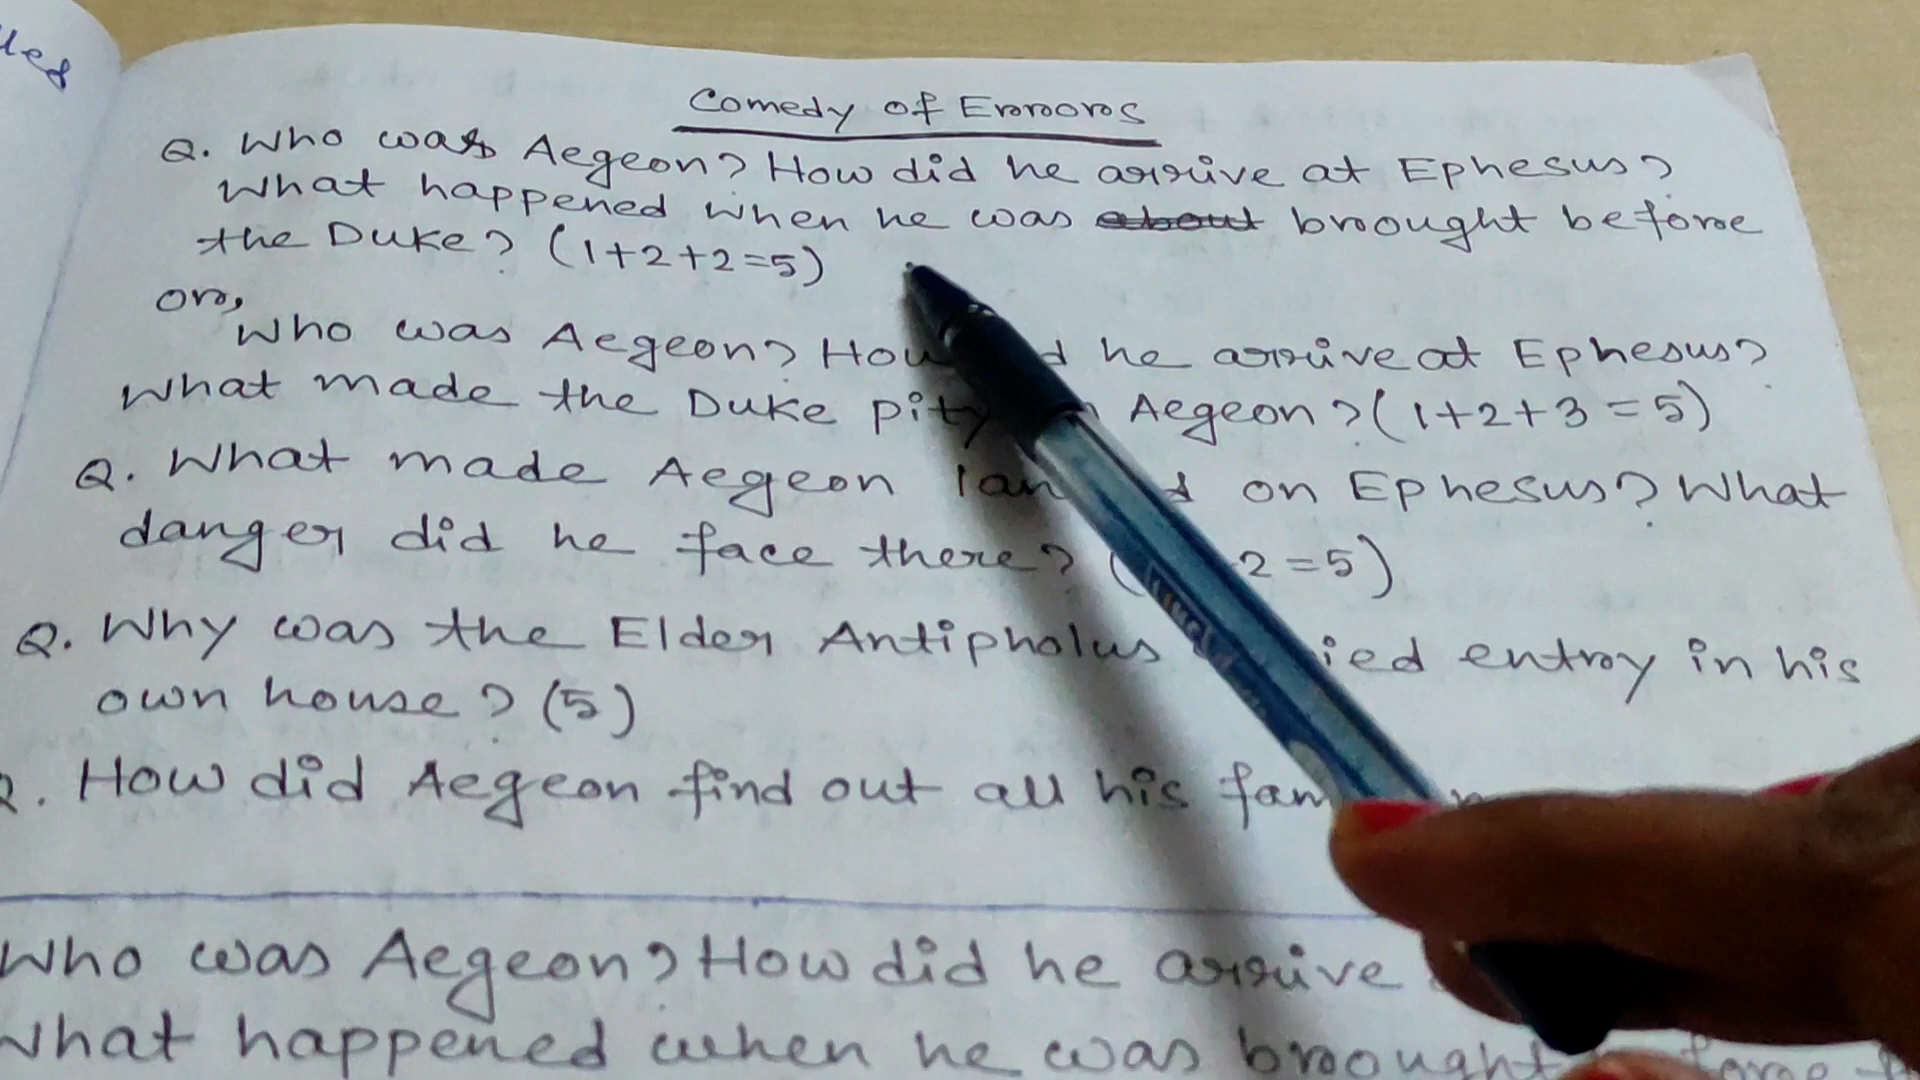 lles
Comedy of Errors
Q. Who was Aegeon? How did he arrive at Ephesus?
What happened when he was about brought before
the Duke? (1+2+2=5)
or,
Who was Aegeon? he arrive at Ephesus?
What made the Duke pity Aegeon? (1+2+3=5)
Q. What made Aegeon on Ephesus? What
danger did he face there? 2=5)
Q. Why was the Elder Antipholus entry in his
own house? (5)
Q. How did Aegeon find out all his
Who was Aegeon? How did he arrive
What happened when he was brought